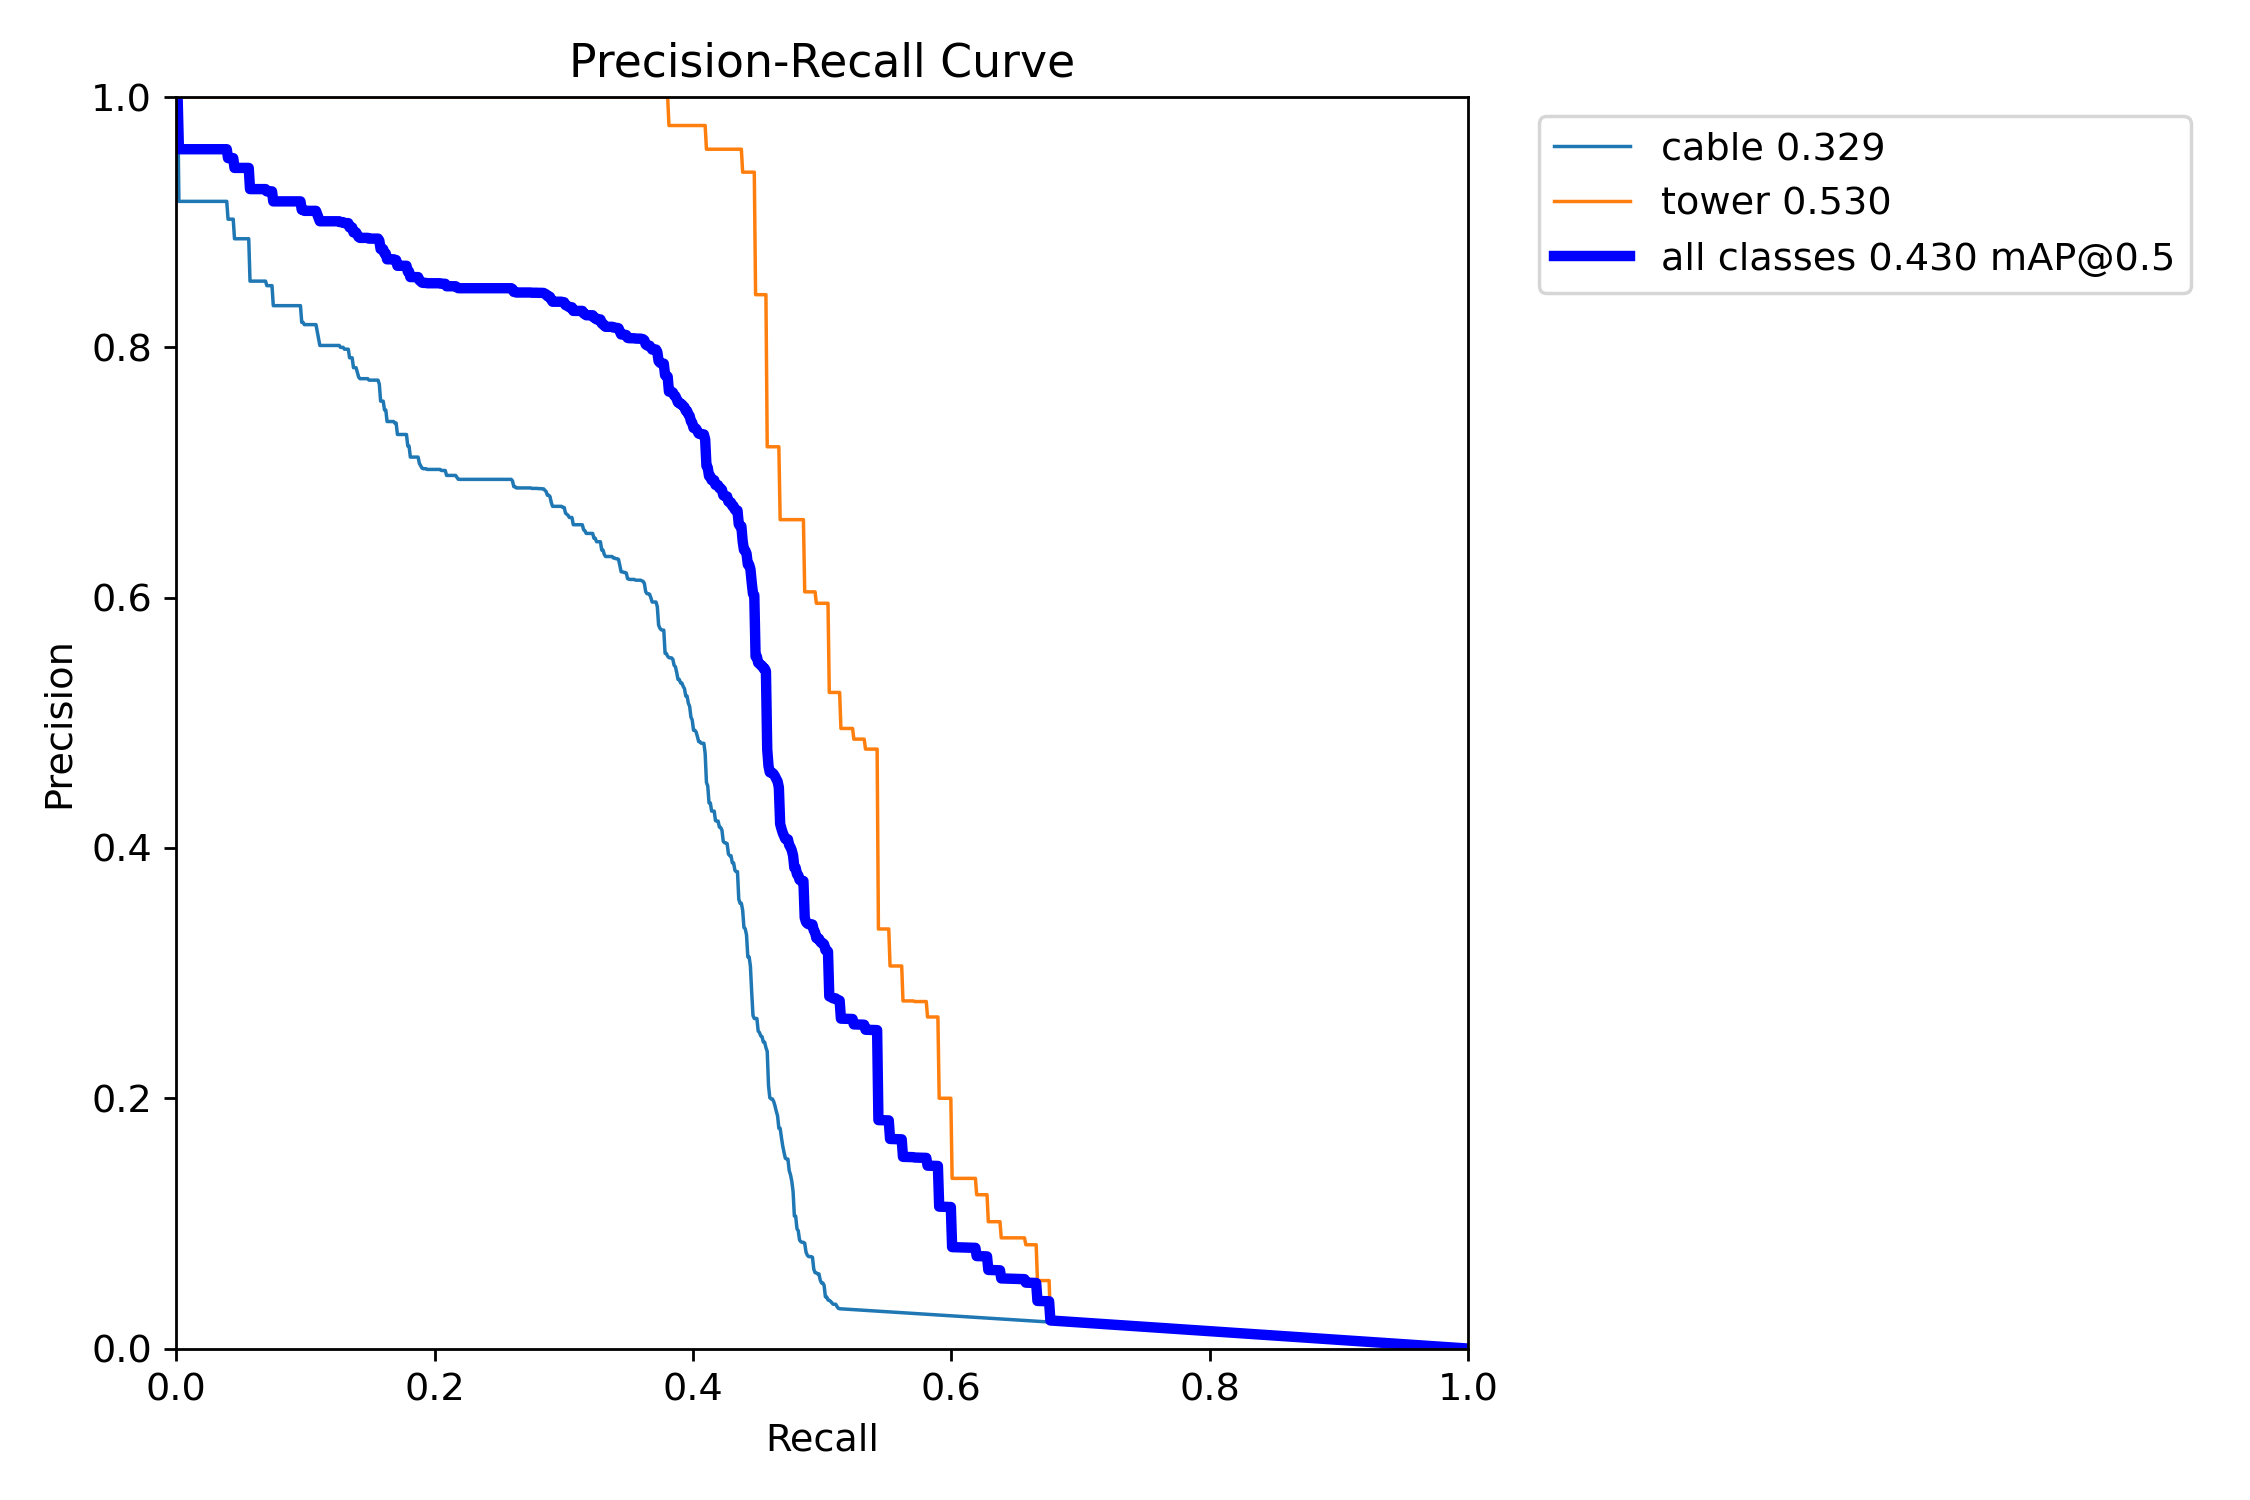 Precision-Recall Curve
1.0
0.8
0.6
0.4
0.2
0.0
Precision
0.0 0.2 0.4 0.6 0.8 1.0
Recall
cable 0.329
tower 0.530
all classes 0.430 mAP@0.5